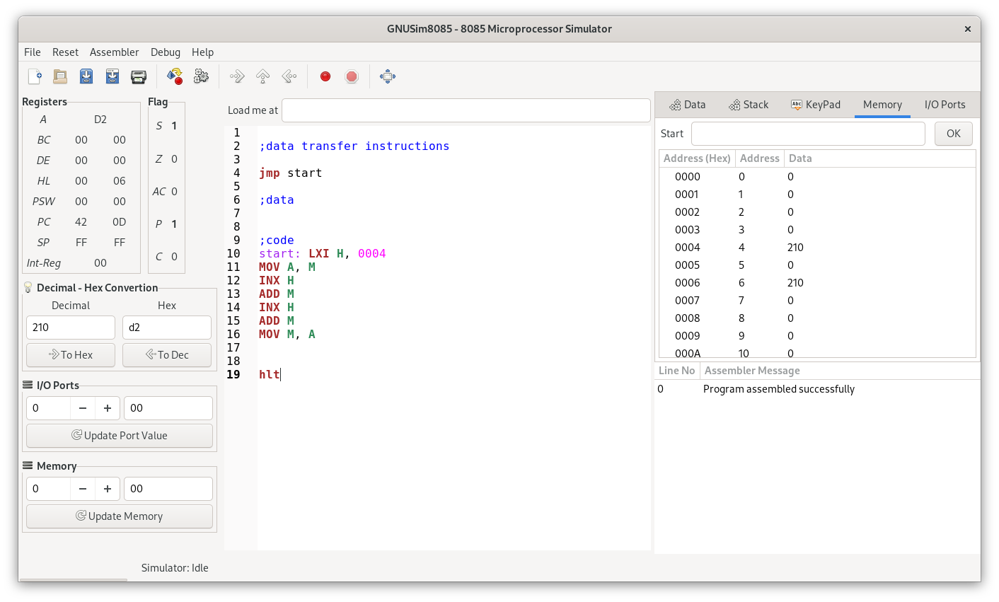 GNUSim8085 - 8085 Microprocessor Simulator
File Reset Assembler Debug Help
Registers
A D2
BC 00 00
DE 00 00
HL 00 06
PSW 00 00
PC 42 0D
SP FF FF
Int-Reg 00
Flag
S 1
Z 0
AC 0
P 1
C 0
Decimal - Hex Convertion
Decimal Hex
210 d2
To Hex To Dec
I/O Ports
0 − + 00
Update Port Value
Memory
0 − + 00
Update Memory
Load me at
1
2 ;data transfer instructions
3
4 jmp start
5
6 ;data
7
8
9 ;code
10 start: LXI H, 0004
11 MOV A, M
12 INX H
13 ADD M
14 INX H
15 ADD M
16 MOV M, A
17
18
19 hlt
Data Stack Abc KeyPad Memory I/O Ports
Start OK
Address (Hex) Address Data
0000 0 0
0001 1 0
0002 2 0
0003 3 0
0004 4 210
0005 5 0
0006 6 210
0007 7 0
0008 8 0
0009 9 0
000A 10 0
Line No Assembler Message
0 Program assembled successfully
Simulator: Idle